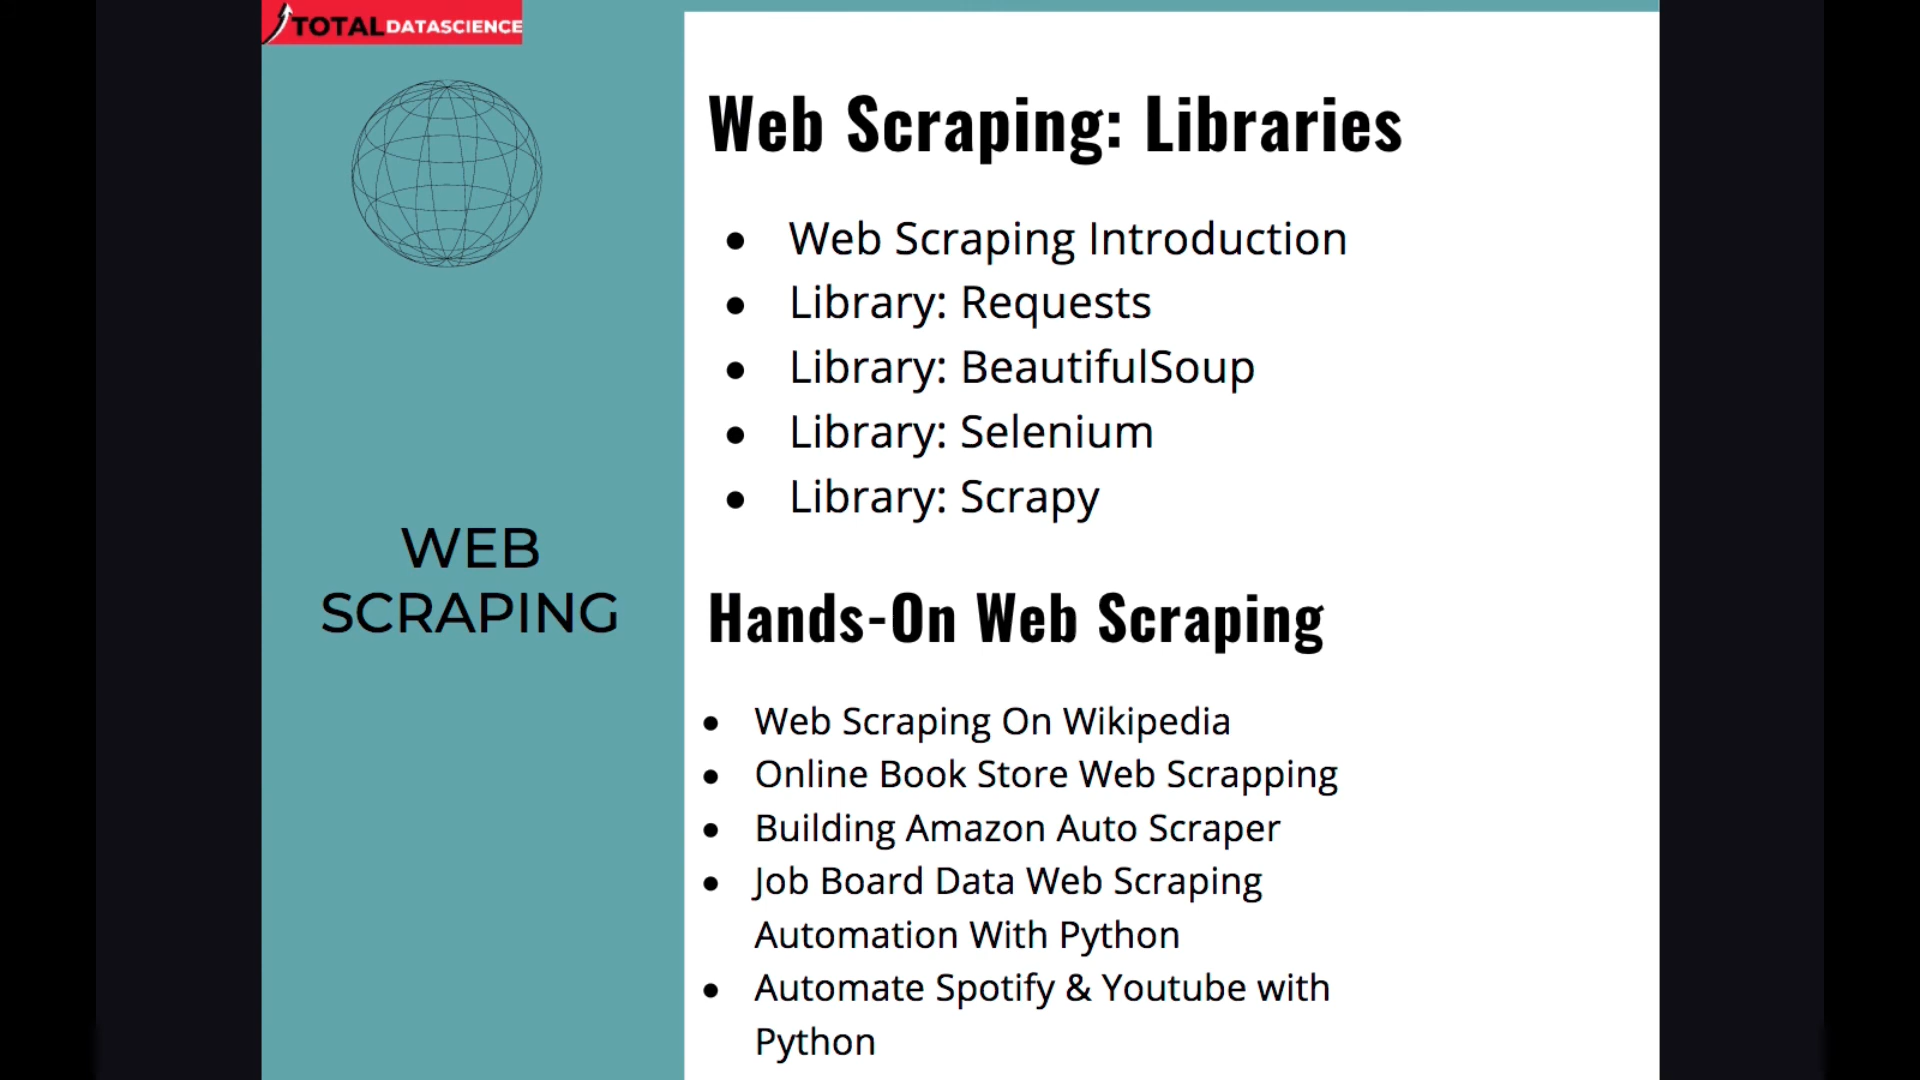 TOTAL DATASCIENCE
WEB
SCRAPING
Web Scraping: Libraries
● Web Scraping Introduction
● Library: Requests
● Library: BeautifulSoup
● Library: Selenium
● Library: Scrapy
Hands-On Web Scraping
● Web Scraping On Wikipedia
● Online Book Store Web Scrapping
● Building Amazon Auto Scraper
● Job Board Data Web Scraping
Automation With Python
● Automate Spotify & Youtube with
Python